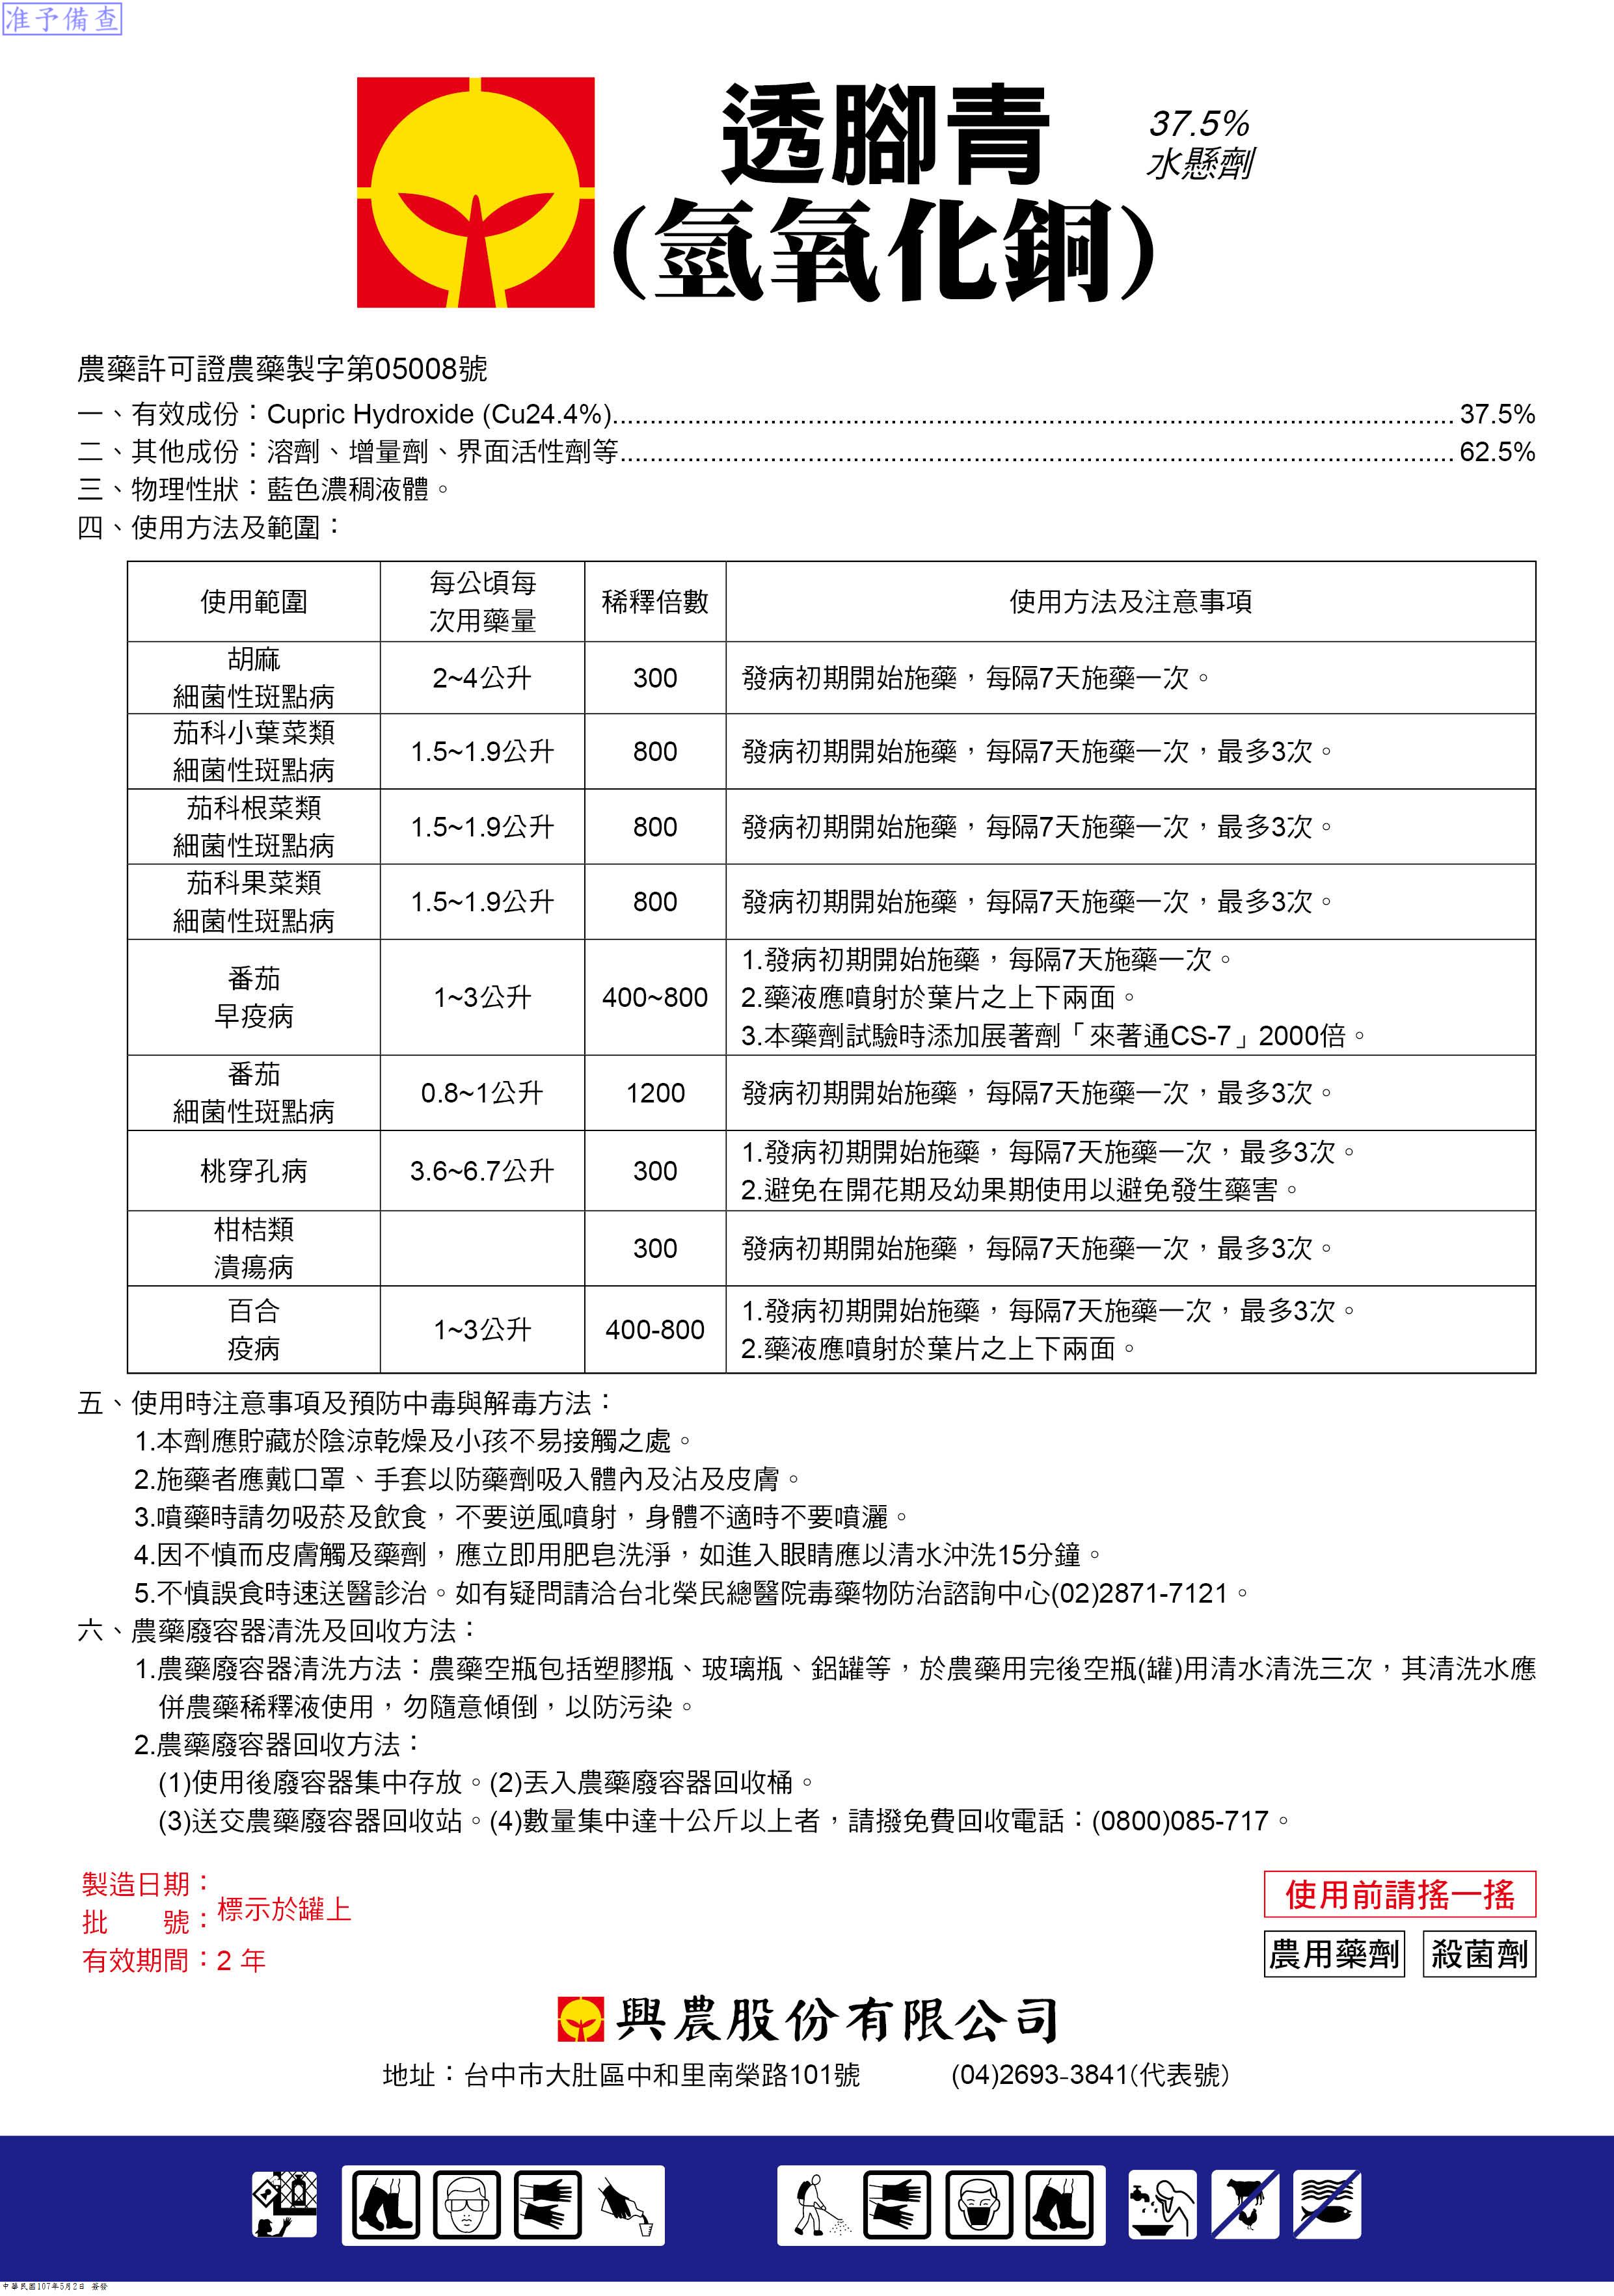 准予備查
透腳青
37.5%
水懸劑
(氫氧化銅)
農藥許可證農藥製字第05008號
一、有效成份：Cupric Hydroxide (Cu24.4%)........................................ 37.5%
二、其他成份：溶劑、增量劑、界面活性劑等........................................ 62.5%
三、物理性狀：藍色濃稠液體。
四、使用方法及範圍：
使用範圍 每公頃每次用藥量 稀釋倍數 使用方法及注意事項
胡麻
細菌性斑點病
2~4公升 300 發病初期開始施藥，每隔7天施藥一次。
茄科小葉菜類
細菌性斑點病
1.5~1.9公升 800 發病初期開始施藥，每隔7天施藥一次，最多3次。
茄科根菜類
細菌性斑點病
1.5~1.9公升 800 發病初期開始施藥，每隔7天施藥一次，最多3次。
茄科果菜類
細菌性斑點病
1.5~1.9公升 800 發病初期開始施藥，每隔7天施藥一次，最多3次。
番茄
早疫病
1~3公升 400~800
1.發病初期開始施藥，每隔7天施藥一次。
2.藥液應噴射於葉片之上下兩面。
3.本藥劑試驗時添加展著劑「來著通CS-7」2000倍。
番茄
細菌性斑點病
0.8~1公升 1200 發病初期開始施藥，每隔7天施藥一次，最多3次。
桃穿孔病 3.6~6.7公升 300
1.發病初期開始施藥，每隔7天施藥一次，最多3次。
2.避免在開花期及幼果期使用以避免發生藥害。
柑桔類
潰瘍病
300 發病初期開始施藥，每隔7天施藥一次，最多3次。
百合
疫病
1~3公升 400-800
1.發病初期開始施藥，每隔7天施藥一次，最多3次。
2.藥液應噴射於葉片之上下兩面。
五、使用時注意事項及預防中毒與解毒方法：
1.本劑應貯藏於陰涼乾燥及小孩不易接觸之處。
2.施藥者應戴口罩、手套以防藥劑吸入體內及沾及皮膚。
3.噴藥時請勿吸菸及飲食，不要逆風噴射，身體不適時不要噴灑。
4.因不慎而皮膚觸及藥劑，應立即用肥皂洗淨，如進入眼睛應以清水沖洗15分鐘。
5.不慎誤食時速送醫診治。如有疑問請洽台北榮民總醫院毒藥物防治諮詢中心(02)2871-7121。
六、農藥廢容器清洗及回收方法：
1.農藥廢容器清洗方法：農藥空瓶包括塑膠瓶、玻璃瓶、鋁罐等，於農藥用完後空瓶(罐)用清水清洗三次，其清洗水應
併農藥稀釋液使用，勿隨意傾倒，以防污染。
2.農藥廢容器回收方法：
(1)使用後廢容器集中存放。(2)丟入農藥廢容器回收桶。
(3)送交農藥廢容器回收站。(4)數量集中達十公斤以上者，請撥免費回收電話：(0800)085-717。
製造日期：
批　　號：標示於罐上
有效期間：2 年
使用前請搖一搖
農用藥劑 殺菌劑
興農股份有限公司
地址：台中市大肚區中和里南榮路101號 (04)2693-3841(代表號)
中華民國107年5月2日 簽發